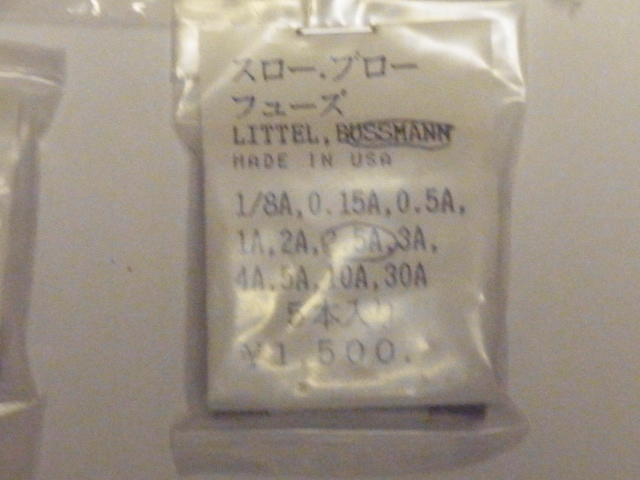 スロー.ブロー
フューズ
LITTEL,BUSSMANN
MADE IN USA
1/8A,0.15A,0.5A,
1A,2A,2.5A,3A,
4A,5A,10A,30A
5本入り
¥1,500.